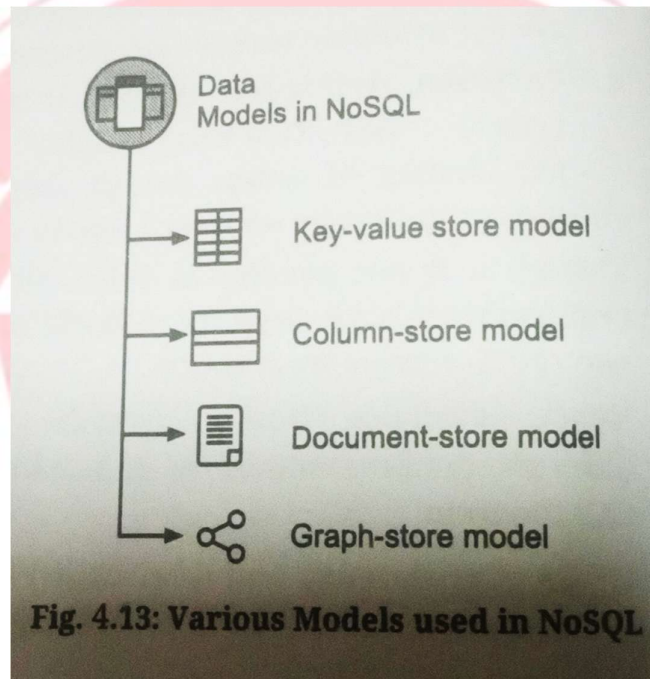 Data
Models in NoSQL
Key-value store model
Column-store model
Document-store model
Graph-store model
Fig. 4.13: Various Models used in NoSQL